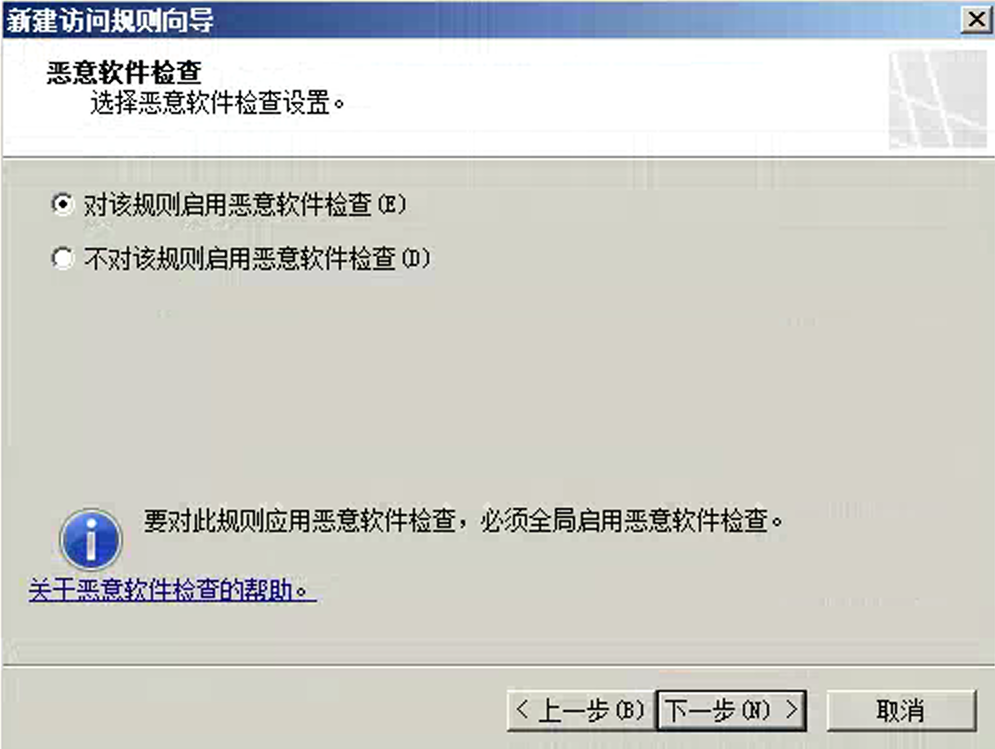 新建访问规则向导
恶意软件检查
选择恶意软件检查设置。
对该规则启用恶意软件检查(E)
不对该规则启用恶意软件检查(D)
要对此规则应用恶意软件检查，必须全局启用恶意软件检查。
关于恶意软件检查的帮助。
< 上一步(B) 下一步(N) > 取消